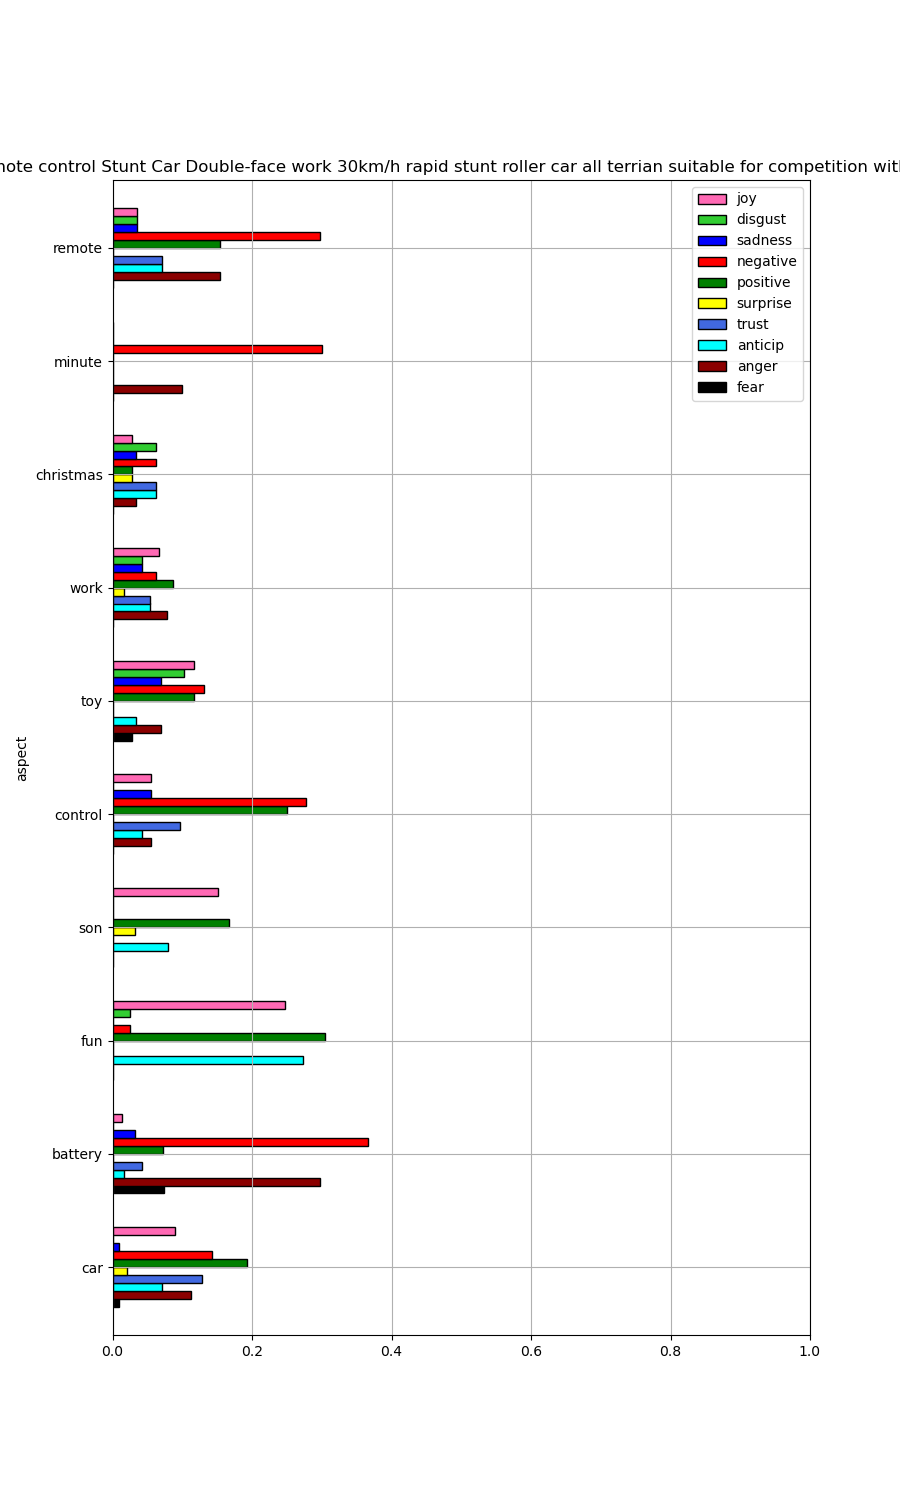 note control Stunt Car Double-face work 30km/h rapid stunt roller car all terrian suitable for competition with
joy
disgust
sadness
negative
positive
surprise
trust
anticip
anger
fear
remote
minute
christmas
work
toy
control
son
fun
battery
car
aspect
0.0 0.2 0.4 0.6 0.8 1.0